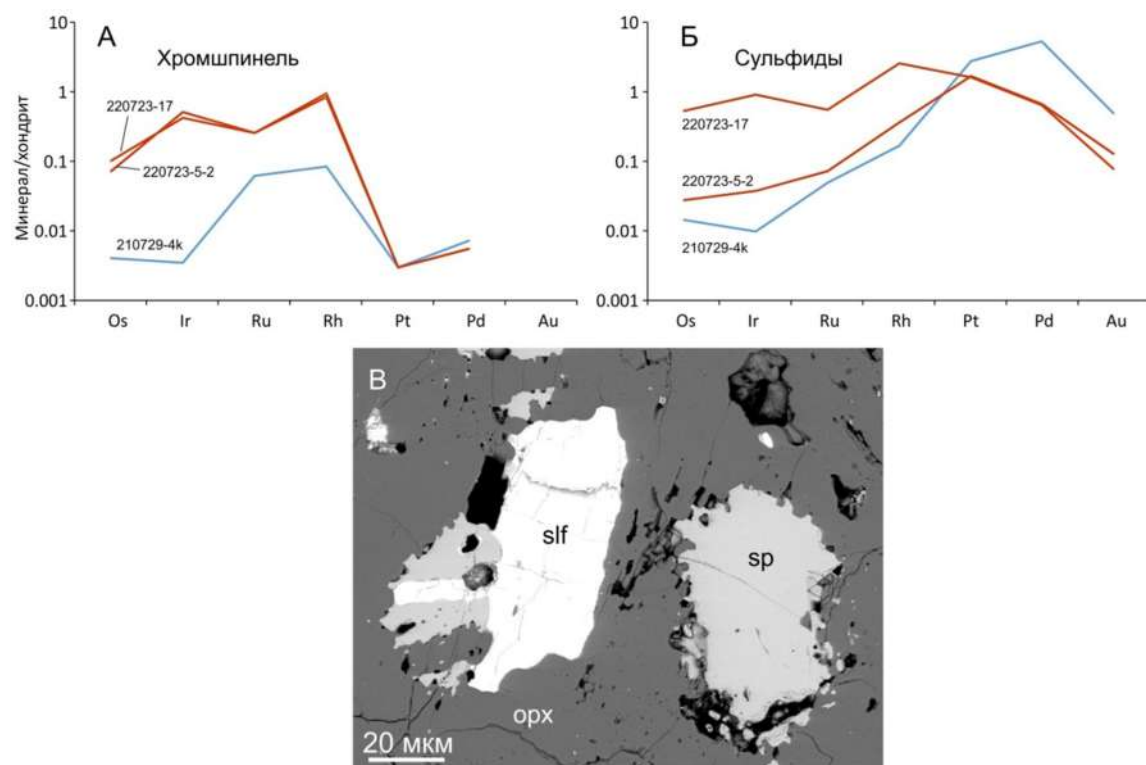 А
Хромшпинель
Минерал/хондрит
10
1
0.1
0.01
0.001
220723-17
220723-5-2
210729-4k
Os Ir Ru Rh Pt Pd Au
Б
Сульфиды
10
1
0.1
0.01
0.001
220723-17
220723-5-2
210729-4k
Os Ir Ru Rh Pt Pd Au
В
slf
sp
opx
20 мкм